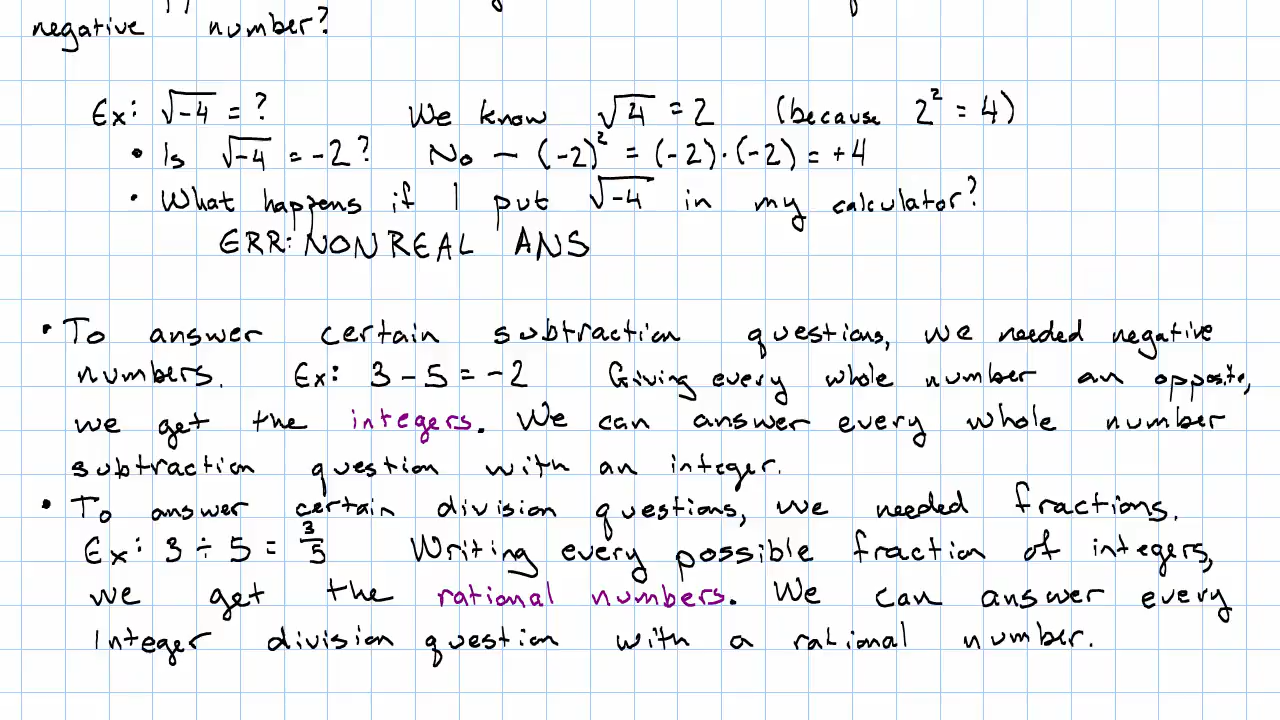 negative number?
Ex: √-4 = ? We know √4 = 2 (because 2² = 4)
• Is √-4 = -2? No - (-2)² = (-2)·(-2) = +4
• What happens if I put √-4 in my calculator?
ERR: NONREAL ANS
• To answer certain subtraction questions, we needed negative
numbers. Ex: 3 - 5 = -2 Giving every whole number an opposite,
we get the integers. We can answer every whole number
subtraction question with an integer.
• To answer certain division questions, we needed fractions.
Ex: 3 ÷ 5 = 3/5 Writing every possible fraction of integers,
we get the rational numbers. We can answer every
integer division question with a rational number.